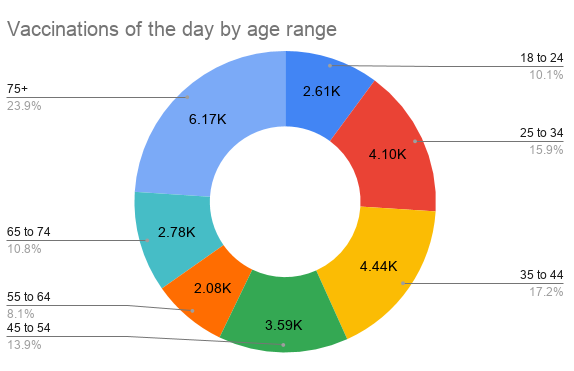 Vaccinations of the day by age range
18 to 24
10.1%
2.61K
25 to 34
15.9%
4.10K
35 to 44
17.2%
4.44K
45 to 54
13.9%
3.59K
55 to 64
8.1%
2.08K
65 to 74
10.8%
2.78K
75+
23.9%
6.17K